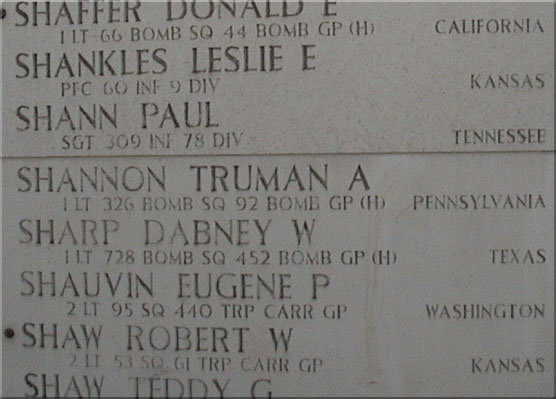 • SHAFFER DONALD E
1 LT 66 BOMB SQ 44 BOMB GP (H) CALIFORNIA
SHANKLES LESLIE E
PFC 60 INF 9 DIV KANSAS
SHANN PAUL
SGT 309 INF 78 DIV TENNESSEE
SHANNON TRUMAN A
1 LT 326 BOMB SQ 92 BOMB GP (H) PENNSYLVANIA
SHARP DABNEY W
1 LT 728 BOMB SQ 452 BOMB GP (H) TEXAS
SHAUVIN EUGENE P
2 LT 95 SQ 440 TRP CARR GP WASHINGTON
• SHAW ROBERT W
2 LT 53 SQ 61 TRP CARR GP KANSAS
SHAW TEDDY G